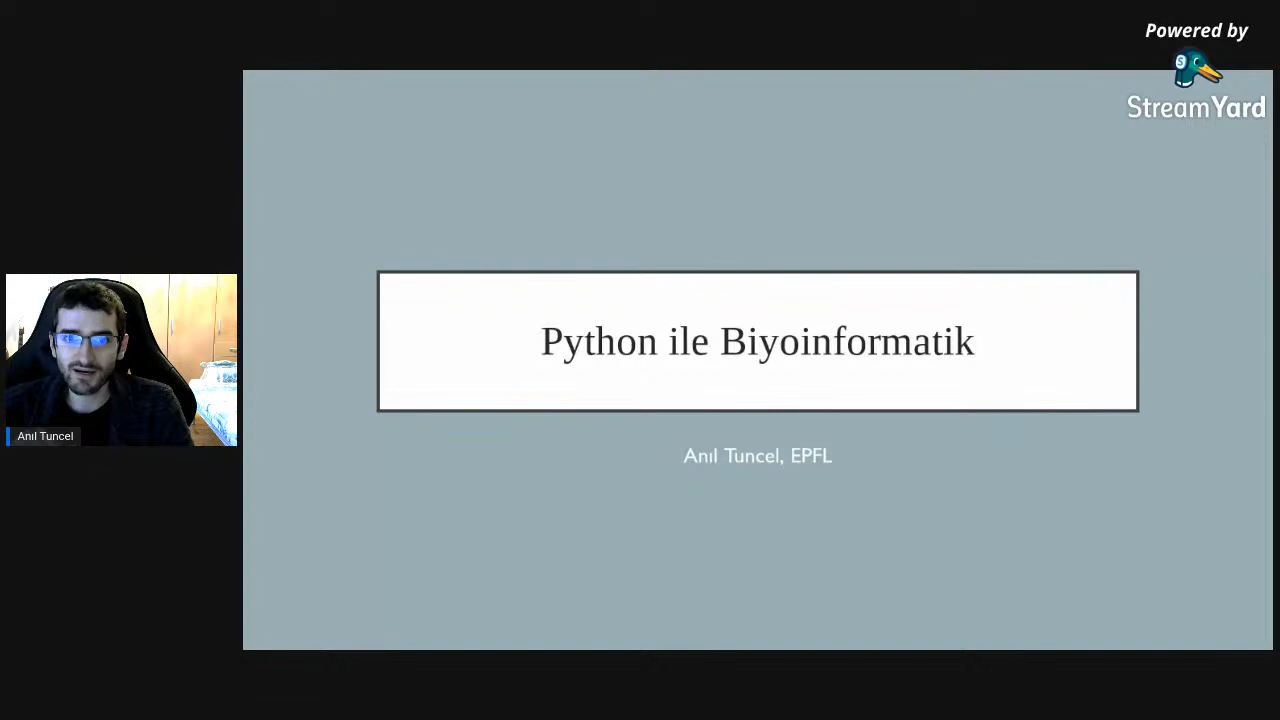 Powered by
StreamYard
Python ile Biyoinformatik
Anıl Tuncel, EPFL
Anıl Tuncel